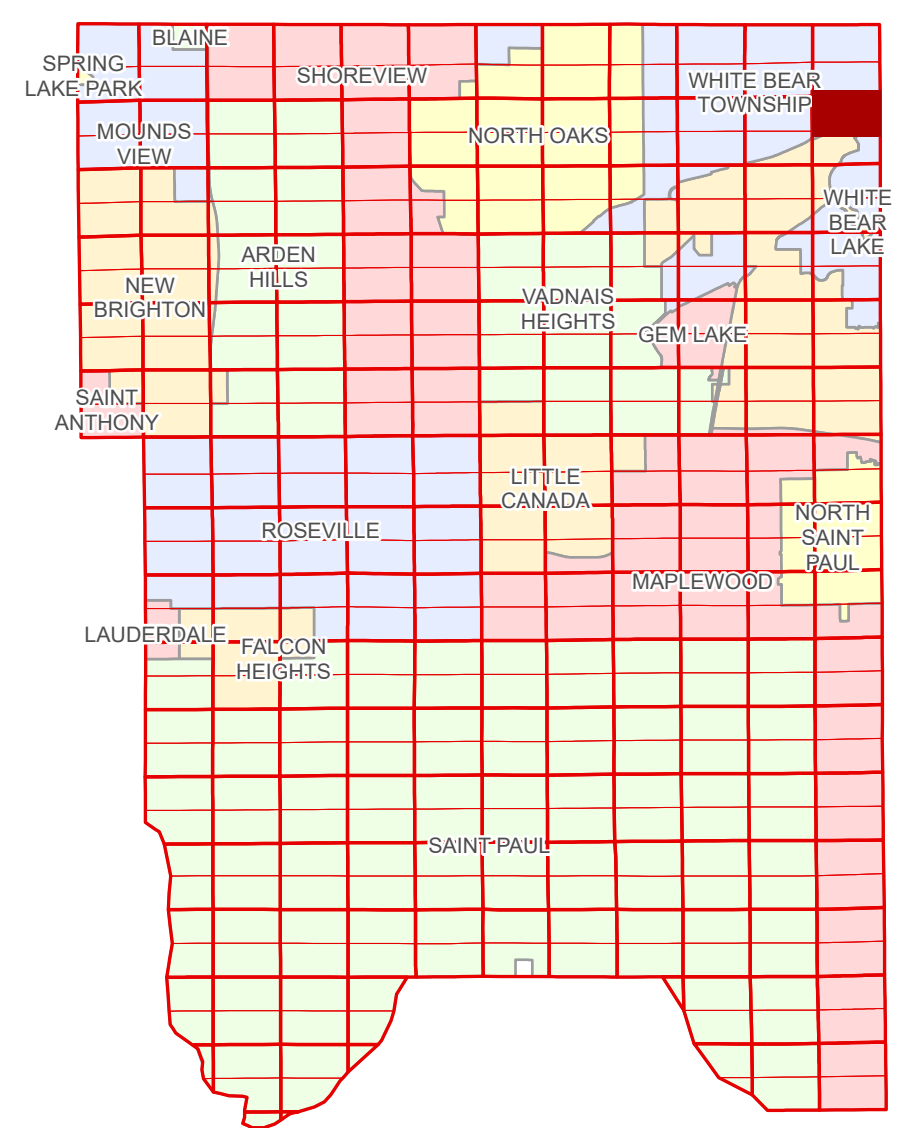 BLAINE
SPRING
LAKE PARK
SHOREVIEW
WHITE BEAR
TOWNSHIP
MOUNDS
VIEW
NORTH OAKS
WHITE
BEAR
LAKE
ARDEN
HILLS
NEW
BRIGHTON
VADNAIS
HEIGHTS
GEM LAKE
SAINT
ANTHONY
LITTLE
CANADA
ROSEVILLE
NORTH
SAINT
PAUL
MAPLEWOOD
LAUDERDALE
FALCON
HEIGHTS
SAINT PAUL